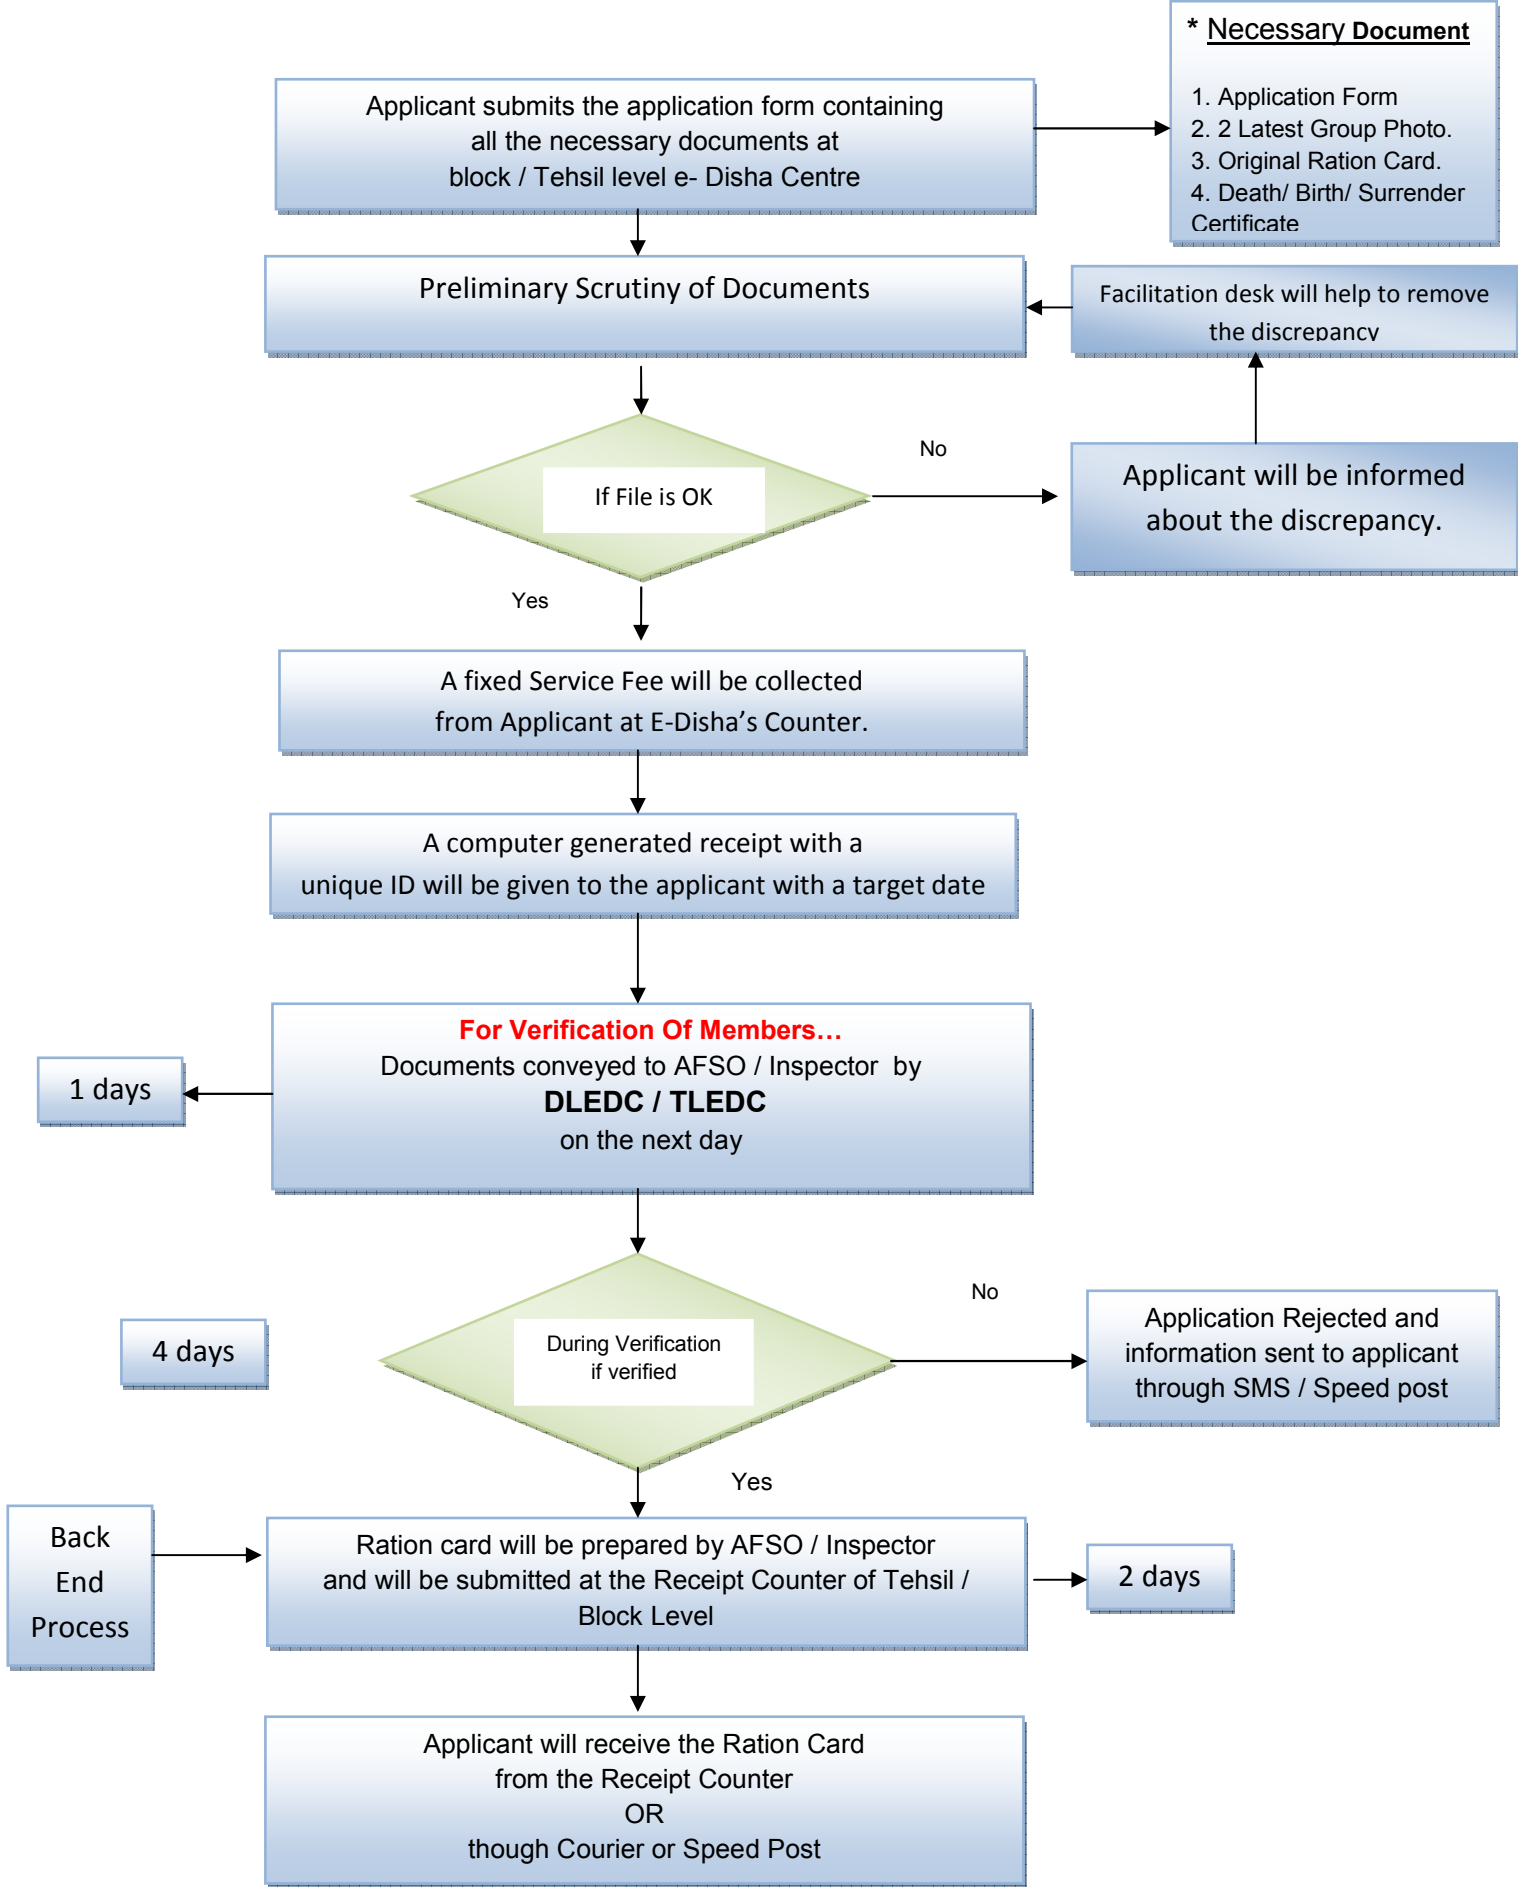 * Necessary Document
1. Application Form
2. 2 Latest Group Photo.
3. Original Ration Card.
4. Death/ Birth/ Surrender
Certificate
Applicant submits the application form containing
all the necessary documents at
block / Tehsil level e- Disha Centre
Preliminary Scrutiny of Documents
Facilitation desk will help to remove
the discrepancy
If File is OK
No
Applicant will be informed
about the discrepancy.
Yes
A fixed Service Fee will be collected
from Applicant at E-Disha’s Counter.
A computer generated receipt with a
unique ID will be given to the applicant with a target date
For Verification Of Members…
Documents conveyed to AFSO / Inspector by
DLEDC / TLEDC
on the next day
1 days
4 days
During Verification
if verified
No
Application Rejected and
information sent to applicant
through SMS / Speed post
Yes
Back
End
Process
Ration card will be prepared by AFSO / Inspector
and will be submitted at the Receipt Counter of Tehsil /
Block Level
2 days
Applicant will receive the Ration Card
from the Receipt Counter
OR
though Courier or Speed Post